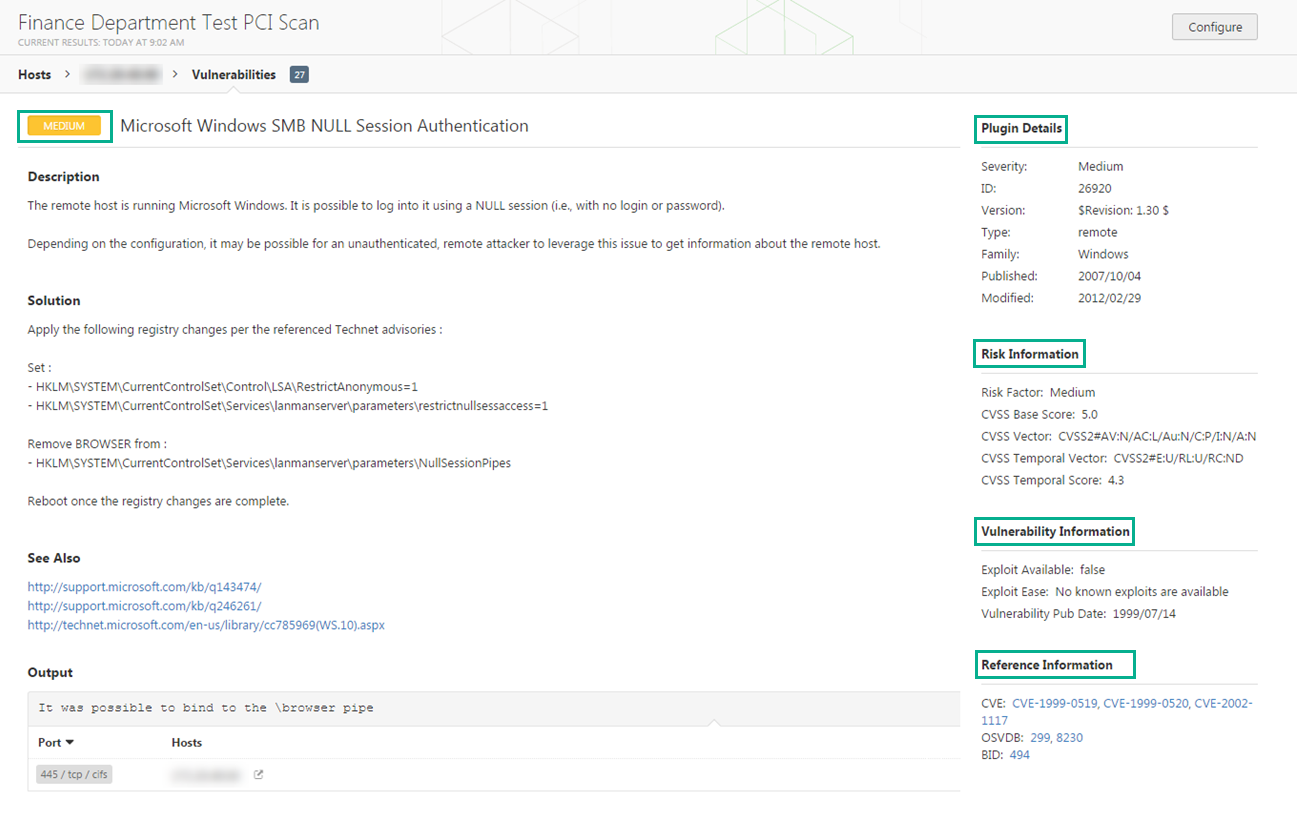 Finance Department Test PCI Scan
CURRENT RESULTS: TODAY AT 9:02 AM
Configure
Hosts > > Vulnerabilities 27
MEDIUM Microsoft Windows SMB NULL Session Authentication
Description
The remote host is running Microsoft Windows. It is possible to log into it using a NULL session (i.e., with no login or password).
Depending on the configuration, it may be possible for an unauthenticated, remote attacker to leverage this issue to get information about the remote host.
Solution
Apply the following registry changes per the referenced Technet advisories :
Set :
- HKLM\SYSTEM\CurrentControlSet\Control\LSA\RestrictAnonymous=1
- HKLM\SYSTEM\CurrentControlSet\Services\lanmanserver\parameters\restrictnullsessaccess=1
Remove BROWSER from :
- HKLM\SYSTEM\CurrentControlSet\Services\lanmanserver\parameters\NullSessionPipes
Reboot once the registry changes are complete.
See Also
http://support.microsoft.com/kb/q143474/
http://support.microsoft.com/kb/q246261/
http://technet.microsoft.com/en-us/library/cc785969(WS.10).aspx
Output
It was possible to bind to the \browser pipe
Port Hosts
445 / tcp / cifs
Plugin Details
Severity: Medium
ID: 26920
Version: $Revision: 1.30 $
Type: remote
Family: Windows
Published: 2007/10/04
Modified: 2012/02/29
Risk Information
Risk Factor: Medium
CVSS Base Score: 5.0
CVSS Vector: CVSS2#AV:N/AC:L/Au:N/C:P/I:N/A:N
CVSS Temporal Vector: CVSS2#E:U/RL:U/RC:ND
CVSS Temporal Score: 4.3
Vulnerability Information
Exploit Available: false
Exploit Ease: No known exploits are available
Vulnerability Pub Date: 1999/07/14
Reference Information
CVE: CVE-1999-0519, CVE-1999-0520, CVE-2002-
1117
OSVDB: 299, 8230
BID: 494